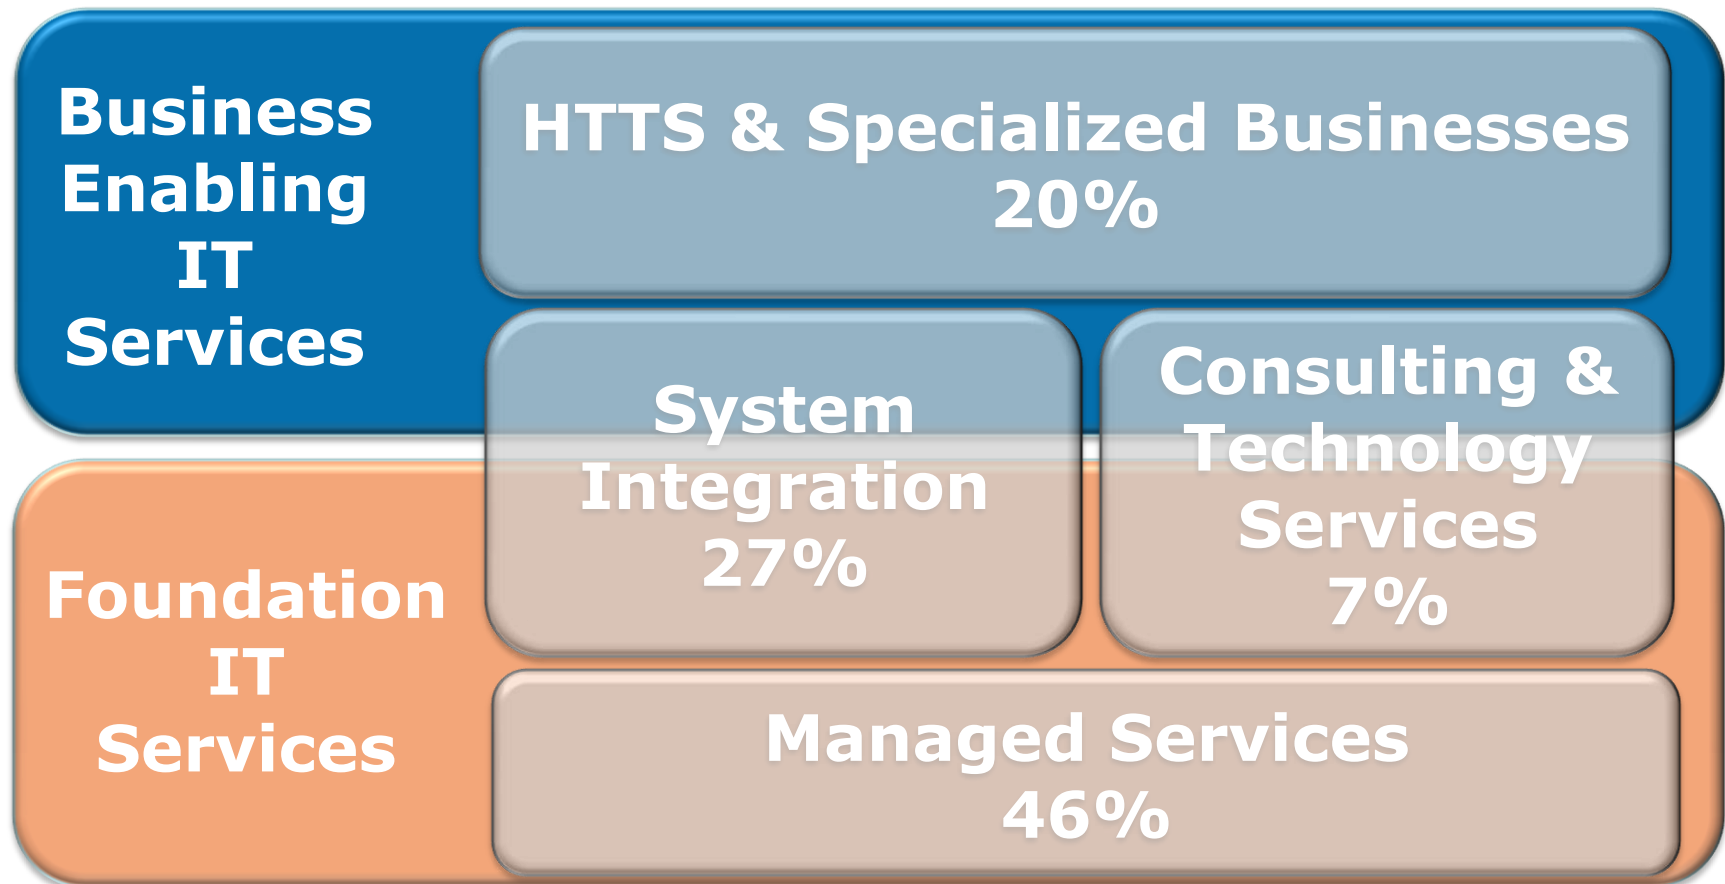 Business
Enabling
IT
Services
HTTS & Specialized Businesses
20%
System
Integration
27%
Consulting &
Technology
Services
7%
Foundation
IT
Services
Managed Services
46%